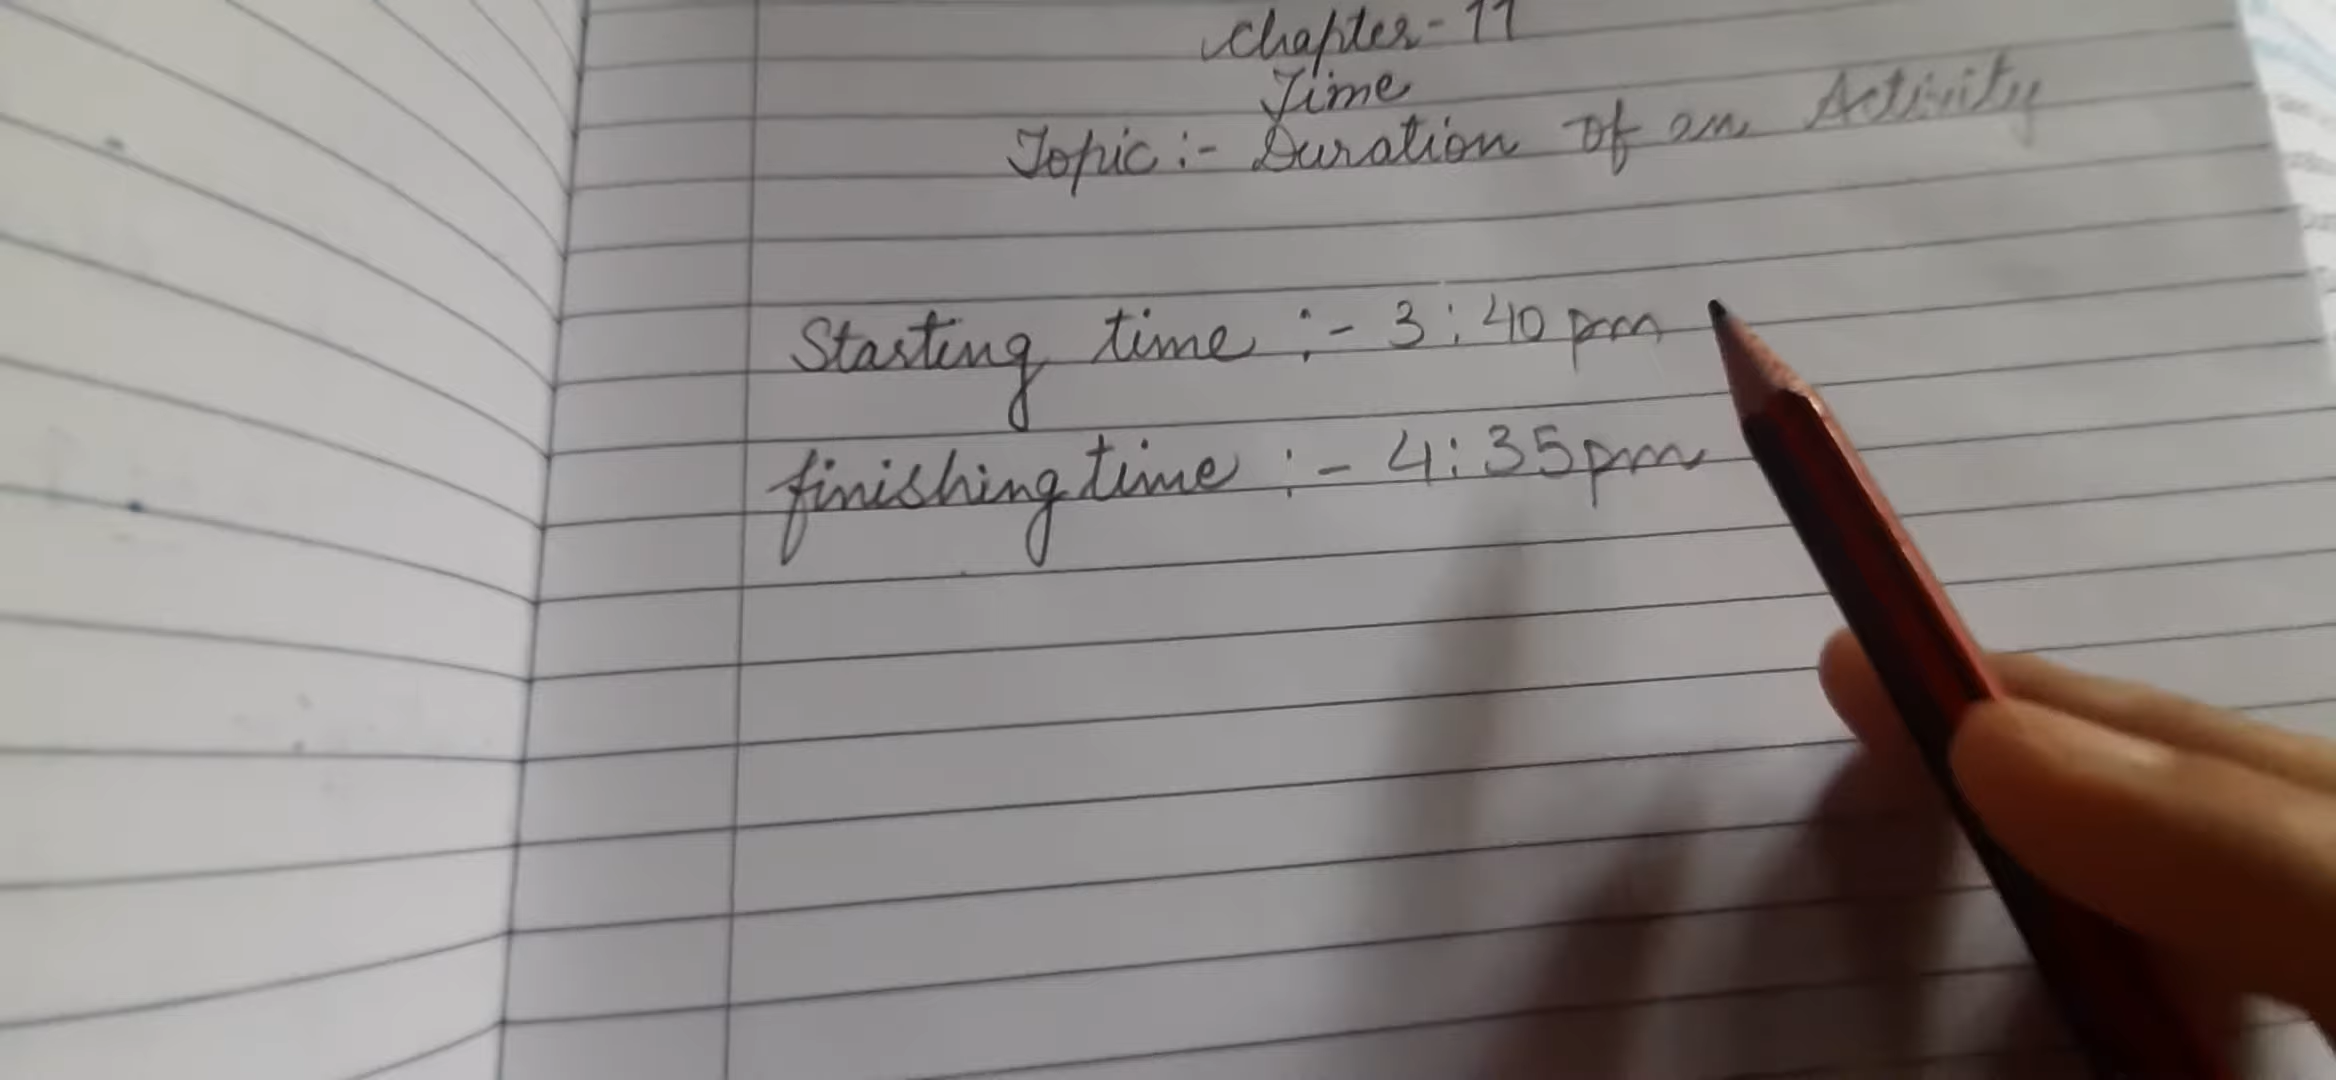 Chapter - 11
Time
Topic :- Duration of an Activity
Starting time :- 3 : 40 pm
finishing time :- 4 : 35 pm